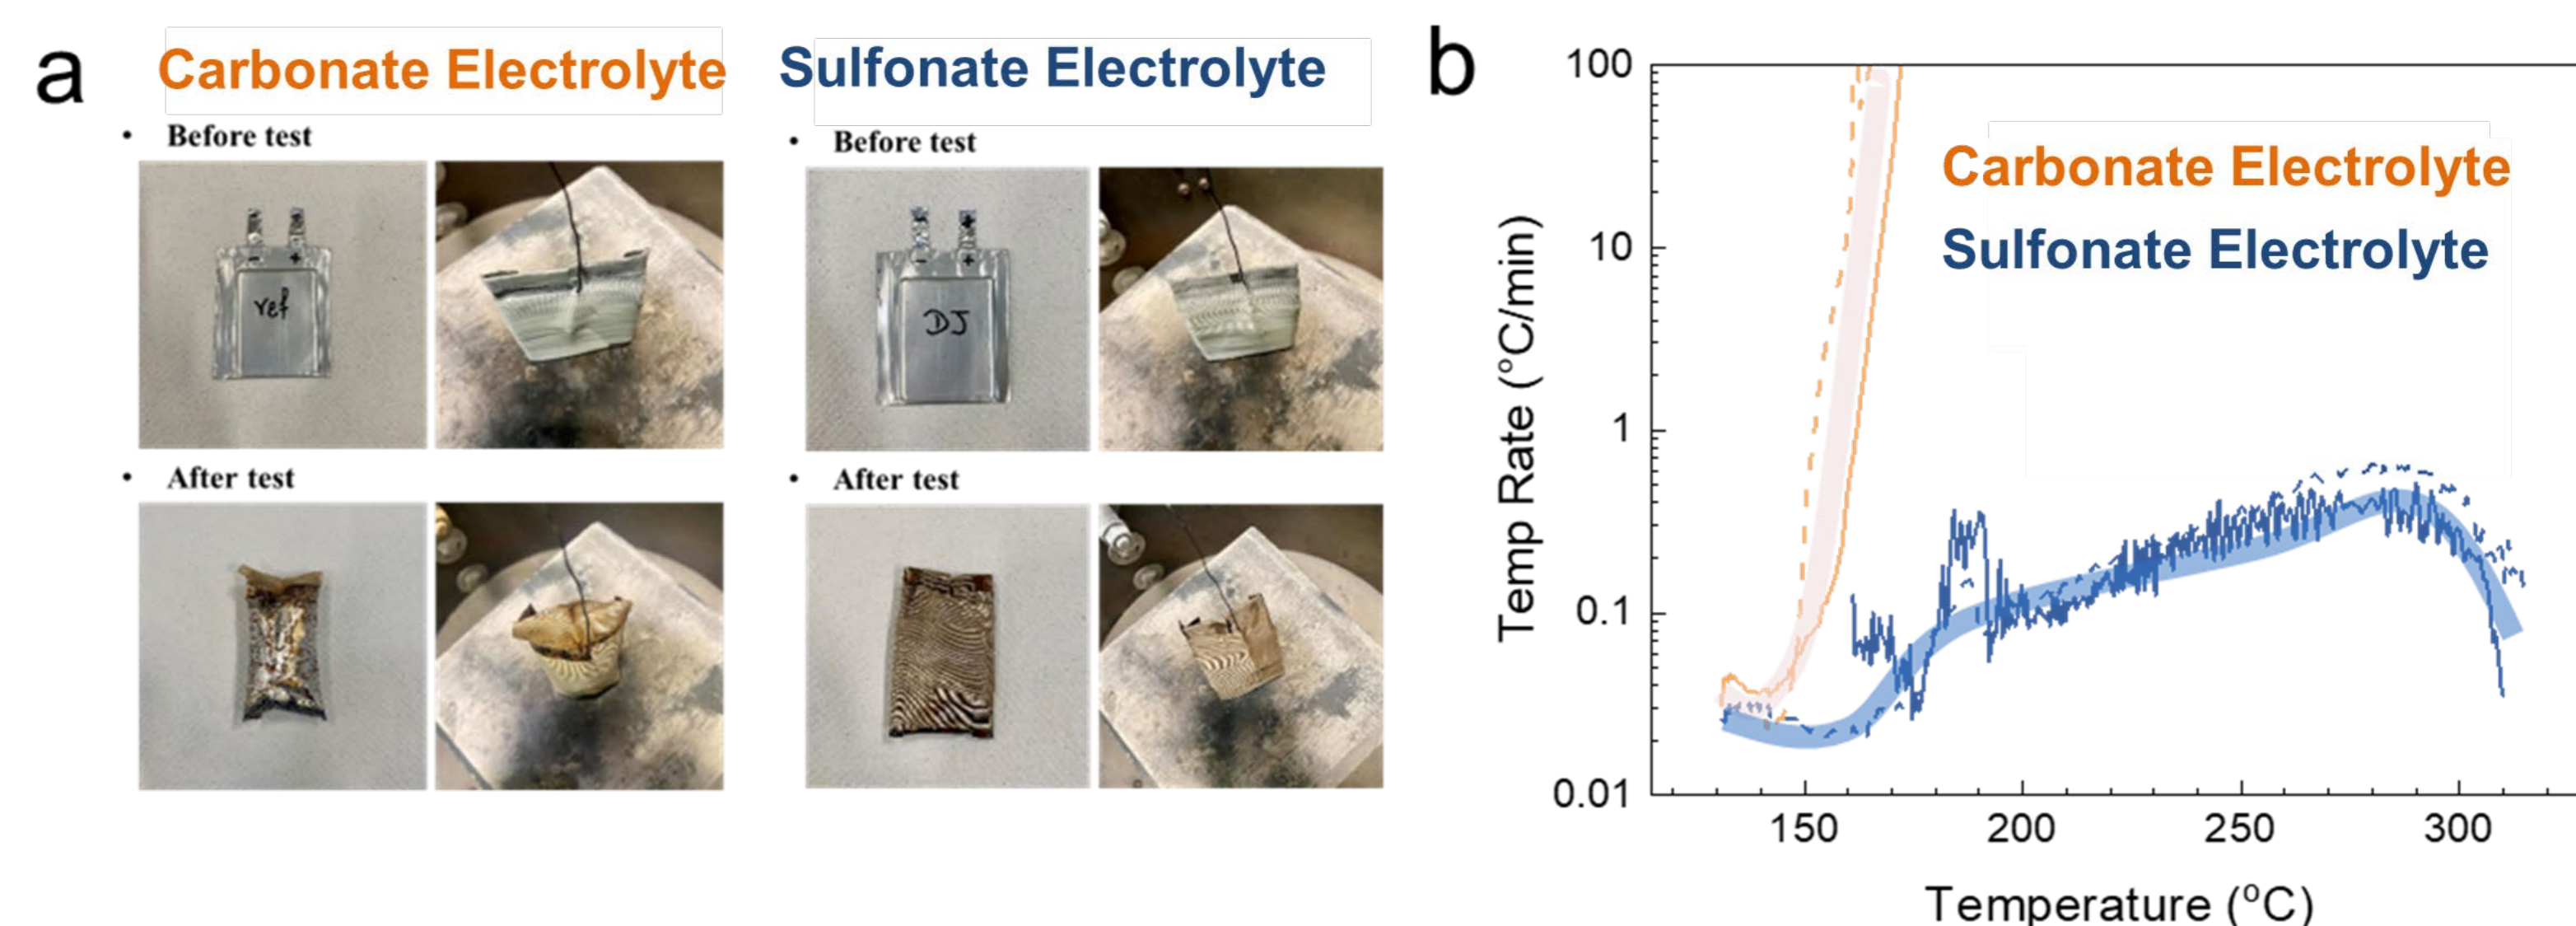 a
Carbonate Electrolyte
• Before test
ref
- +
• After test
Sulfonate Electrolyte
• Before test
DJ
- +
• After test
b
Carbonate Electrolyte
Sulfonate Electrolyte
Temp Rate (°C/min)
100
10
1
0.1
0.01
150 200 250 300
Temperature (°C)